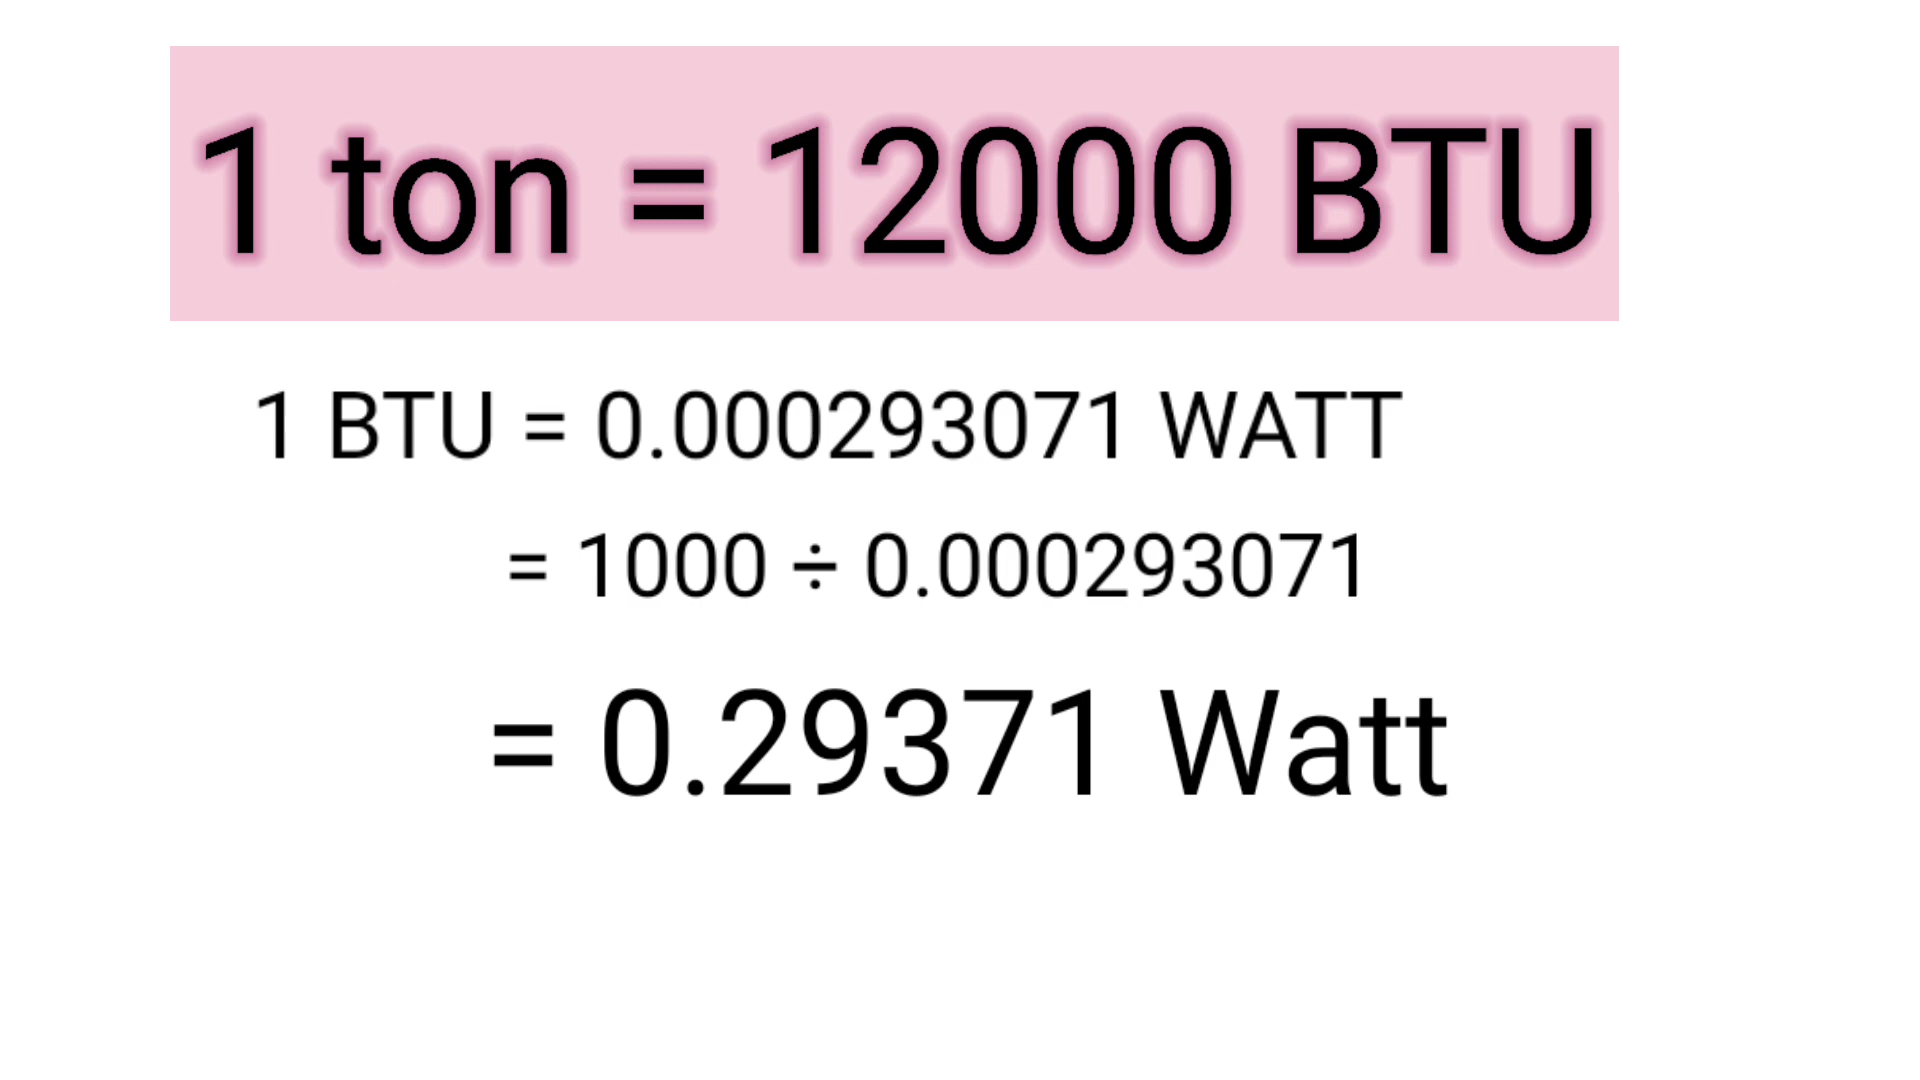 1 ton = 12000 BTU
1 BTU = 0.000293071 WATT
= 1000 ÷ 0.000293071
= 0.29371 Watt